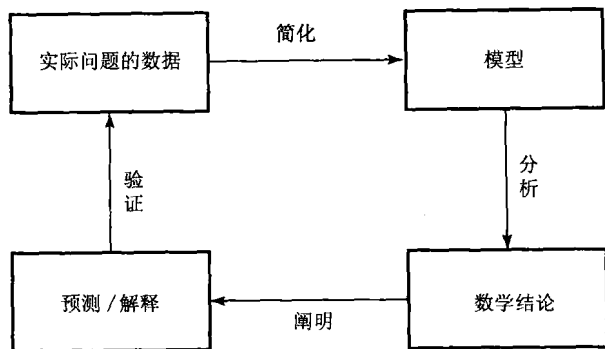 实际问题的数据
简化
模型
验
证
分
析
预测/解释
阐明
数学结论